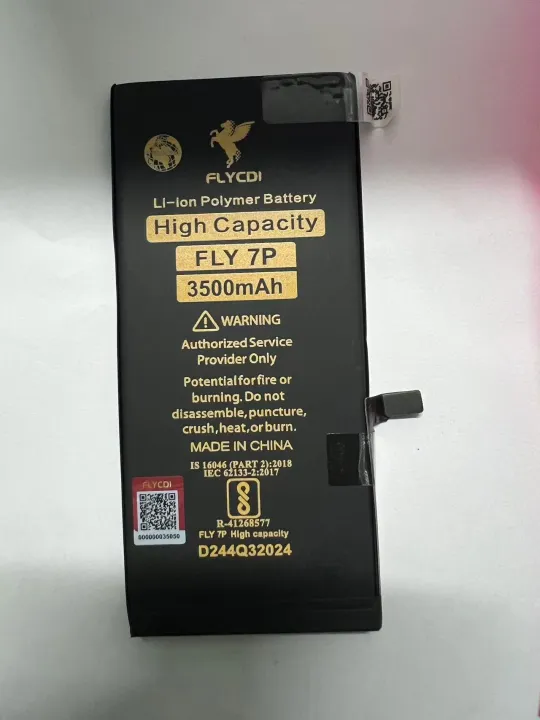 FLYCDI
Li-ion Polymer Battery
High Capacity
FLY 7P
3500mAh
WARNING
Authorized Service
Provider Only
Potential for fire or
burning. Do not
disassemble, puncture,
crush, heat, or burn.
MADE IN CHINA
IS 16046 (PART 2):2018
IEC 62133-2:2017
R-41268577
FLY 7P High capacity
D244Q32024
FLYCDI
000000035050